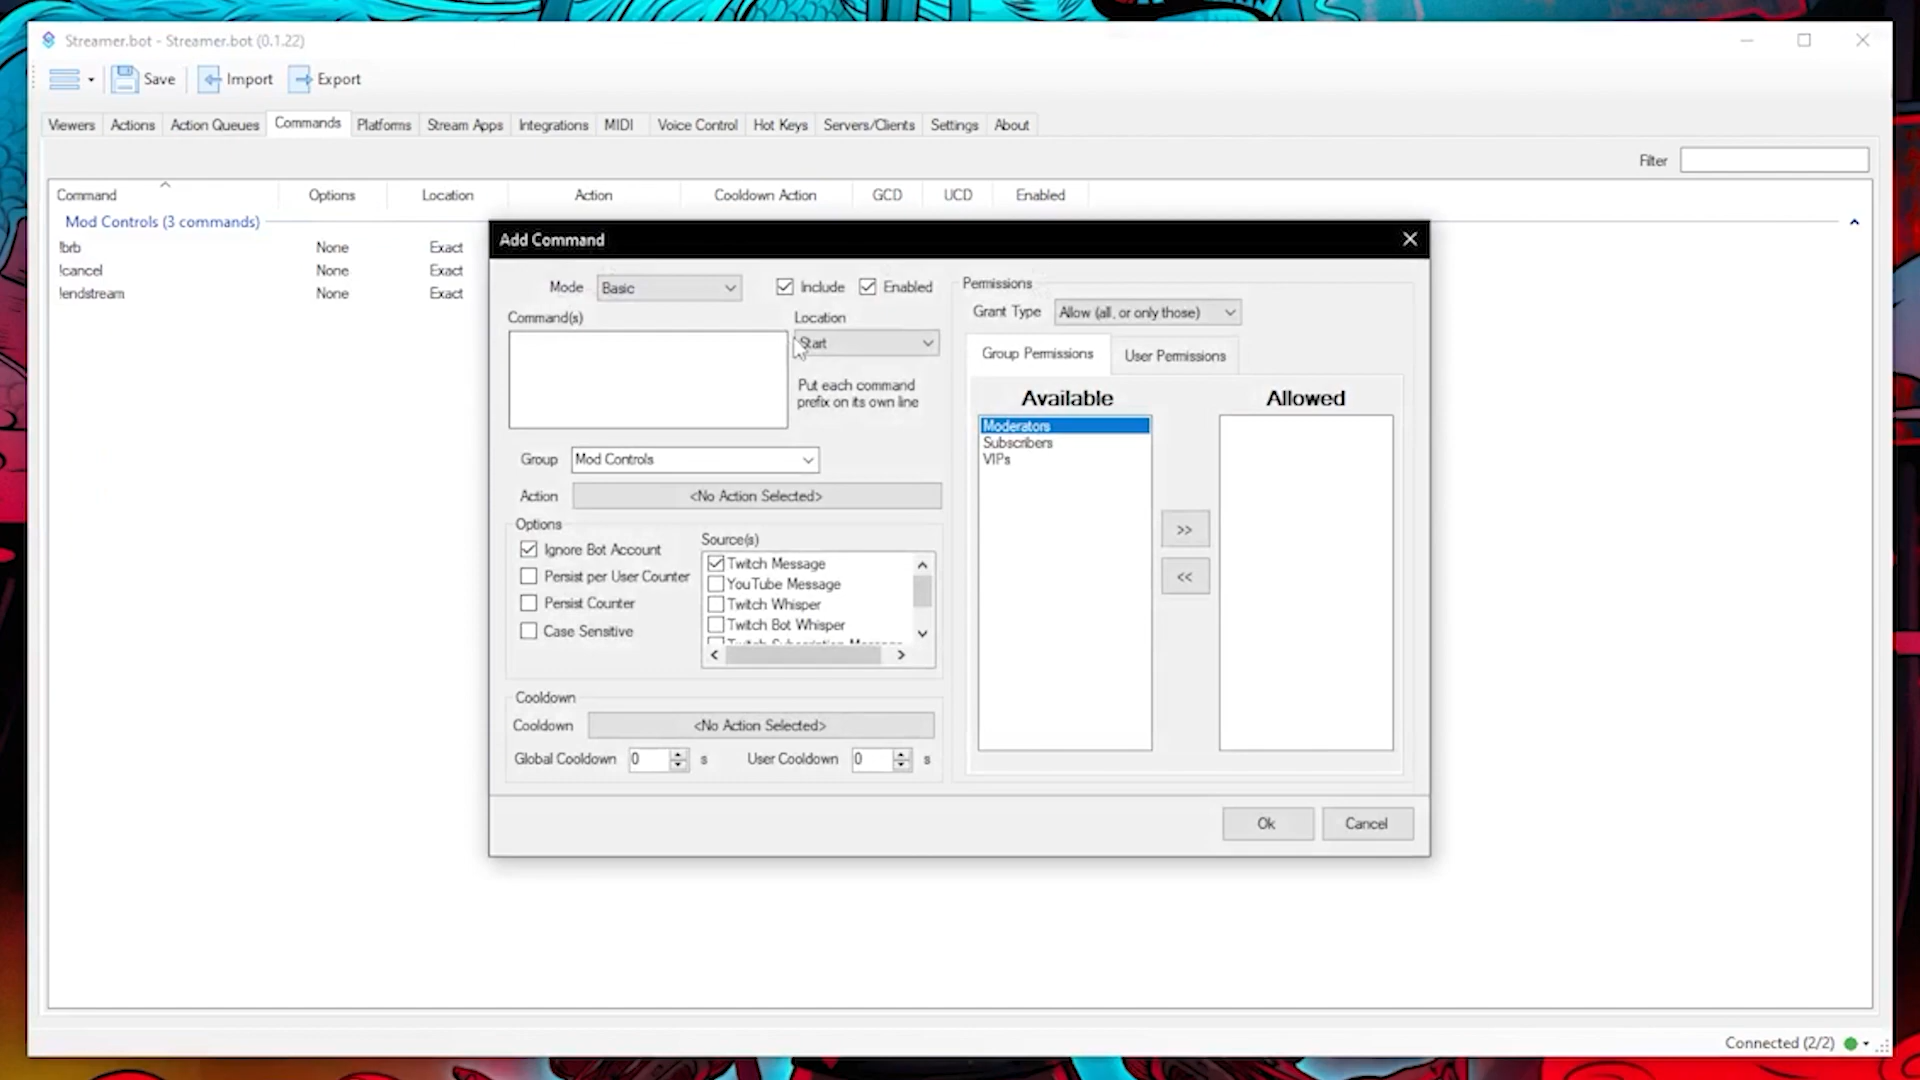 Streamer.bot - Streamer.bot (0.1.22)
Save Import Export
Viewers Actions Action Queues Commands Platforms Stream Apps Integrations MIDI Voice Control Hot Keys Servers/Clients Settings About
Filter
Command Options Location Action Cooldown Action GCD UCD Enabled
Mod Controls (3 commands)
!brb None Exact
!cancel None Exact
!endstream None Exact
Add Command
Mode Basic Include Enabled
Command(s) Location
Start
Put each command
prefix on its own line
Group Mod Controls
Action <No Action Selected>
Options
Ignore Bot Account
Persist per User Counter
Persist Counter
Case Sensitive
Source(s)
Twitch Message
YouTube Message
Twitch Whisper
Twitch Bot Whisper
Twitch Subscription Message
Cooldown
Cooldown <No Action Selected>
Global Cooldown 0 s User Cooldown 0 s
Permissions
Grant Type Allow (all, or only those)
Group Permissions User Permissions
Available Allowed
Moderators
Subscribers
VIPs
>>
<<
Ok Cancel
Connected (2/2)